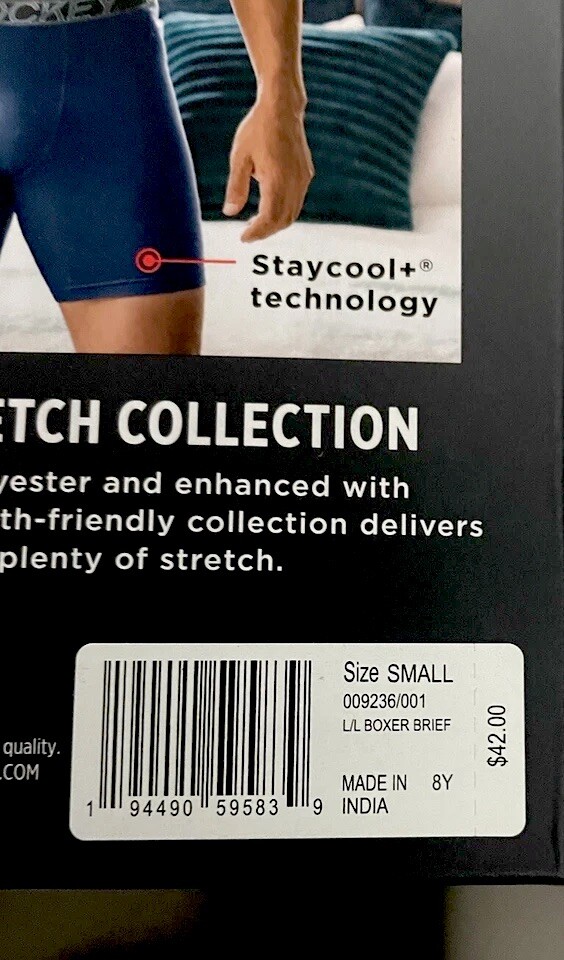 OCKEY
Staycool+®
technology
ETCH COLLECTION
yester and enhanced with
th-friendly collection delivers
plenty of stretch.
quality.
.COM
Size SMALL
009236/001
L/L BOXER BRIEF
$42.00
MADE IN 8Y
INDIA
1 94490 59583 9